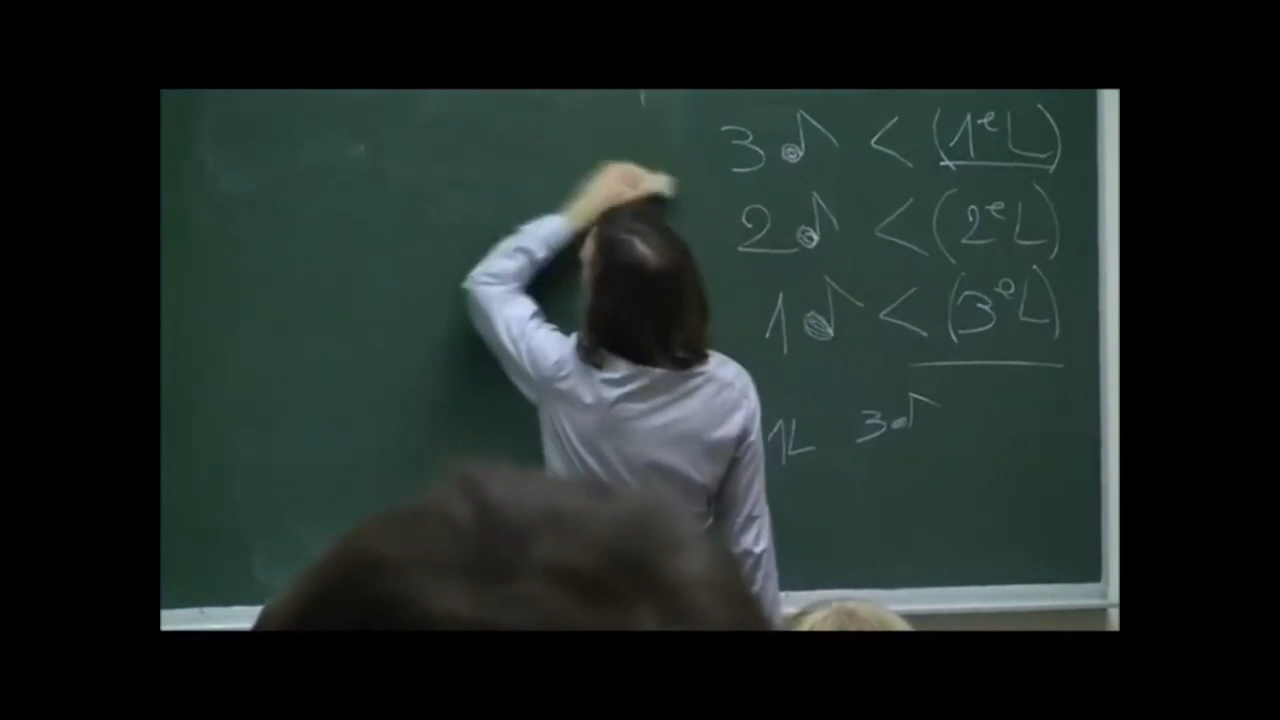 3♪ < (1ᵉL)
2♪ < (2ᵉL)
1♪ < (3ᵉL)
1L 3♪